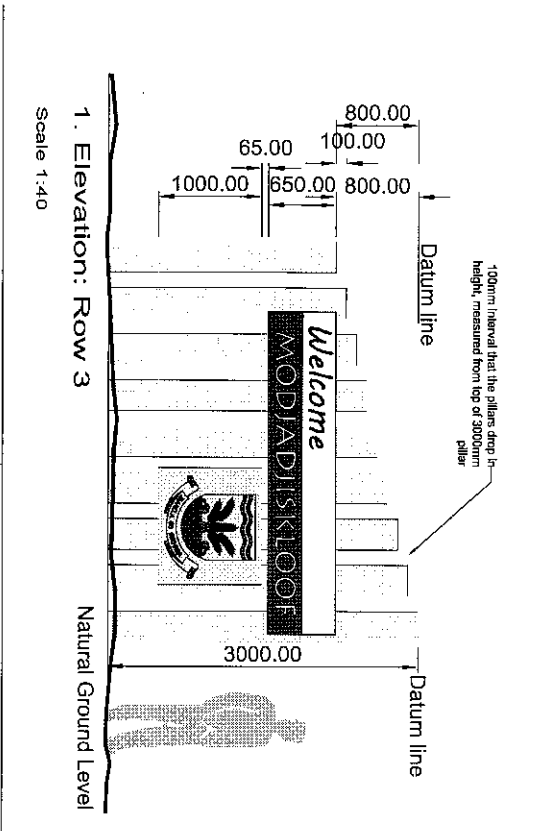 100mm Interval that the pillars drop in
height, measured from top of 3000mm
pillar
Datum line
Datum line
800.00
100.00
800.00
65.00
650.00
1000.00
Welcome
MODJADJISKLOOF
3000.00
Natural Ground Level
1. Elevation: Row 3
Scale 1:40